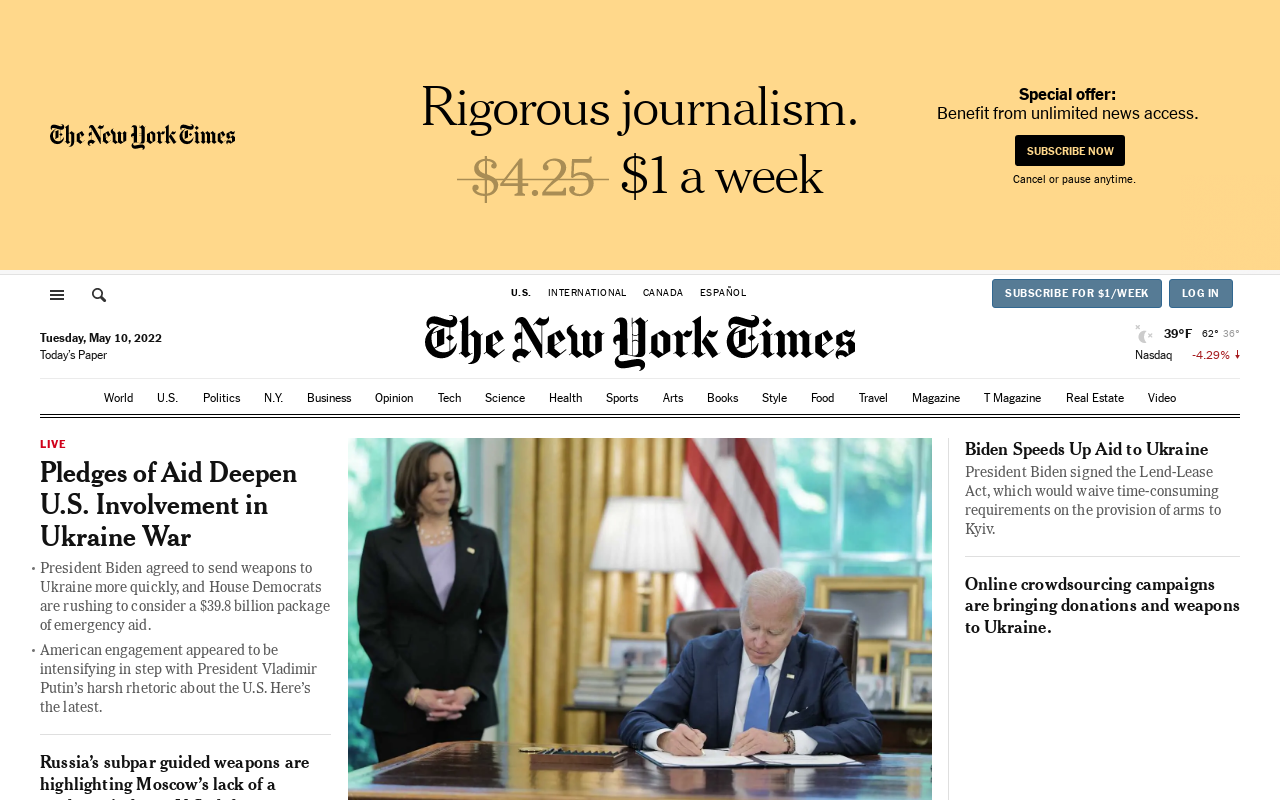 The New York Times
Rigorous journalism.
$4.25 $1 a week
Special offer:
Benefit from unlimited news access.
SUBSCRIBE NOW
Cancel or pause anytime.
U.S. INTERNATIONAL CANADA ESPAÑOL
SUBSCRIBE FOR $1/WEEK LOG IN
Tuesday, May 10, 2022
Today's Paper
The New York Times
39°F 62° 36°
Nasdaq -4.29% ↓
World U.S. Politics N.Y. Business Opinion Tech Science Health Sports Arts Books Style Food Travel Magazine T Magazine Real Estate Video
LIVE
Pledges of Aid Deepen
U.S. Involvement in
Ukraine War
• President Biden agreed to send weapons to
Ukraine more quickly, and House Democrats
are rushing to consider a $39.8 billion package
of emergency aid.
• American engagement appeared to be
intensifying in step with President Vladimir
Putin's harsh rhetoric about the U.S. Here's
the latest.
Russia's subpar guided weapons are
highlighting Moscow's lack of a
Biden Speeds Up Aid to Ukraine
President Biden signed the Lend-Lease
Act, which would waive time-consuming
requirements on the provision of arms to
Kyiv.
Online crowdsourcing campaigns
are bringing donations and weapons
to Ukraine.